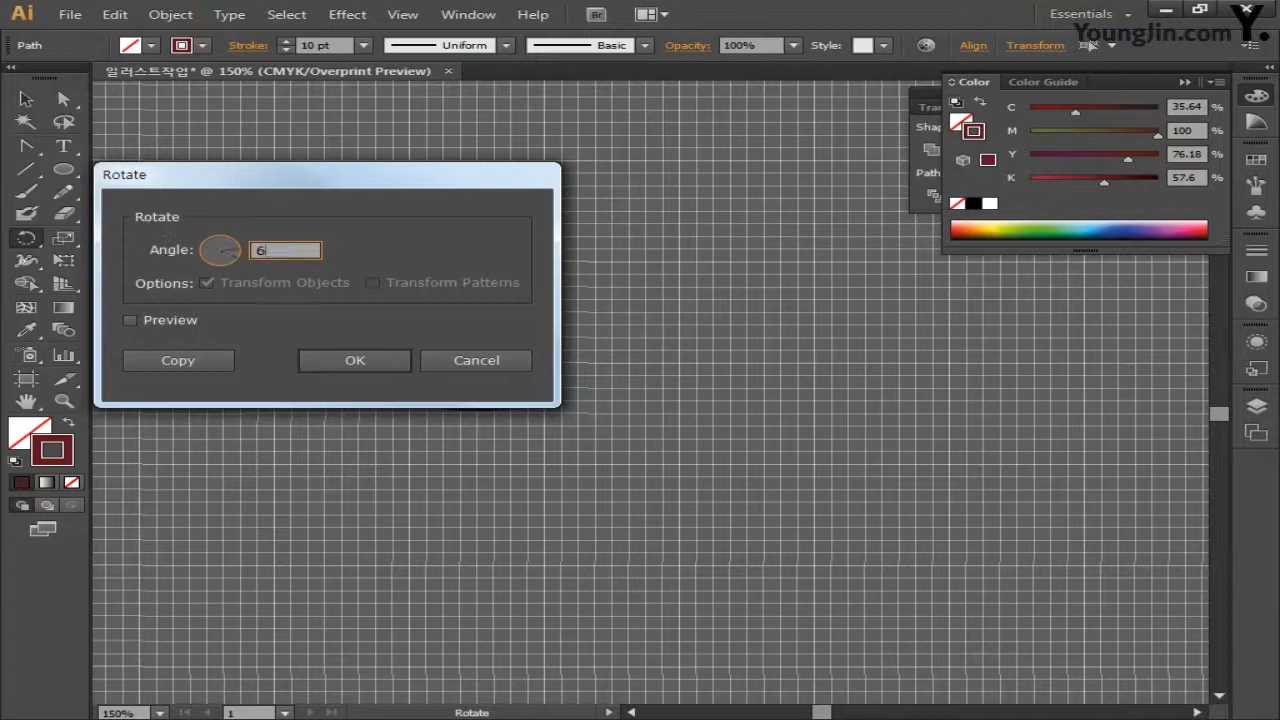 Ai File Edit Object Type Select Effect View Window Help Br Essentials
YoungJin.com Y.
Path Stroke: 10 pt Uniform Basic Opacity: 100% Style: Align Transform
일러스트작업* @ 150% (CMYK/Overprint Preview) ×
Color Color Guide
Tran
C 35.64 %
Shap
M 100 %
Y 76.18 %
Path
K 57.6 %
Rotate
Rotate
Angle: 6
Options: Transform Objects Transform Patterns
Preview
Copy OK Cancel
150% 1 Rotate